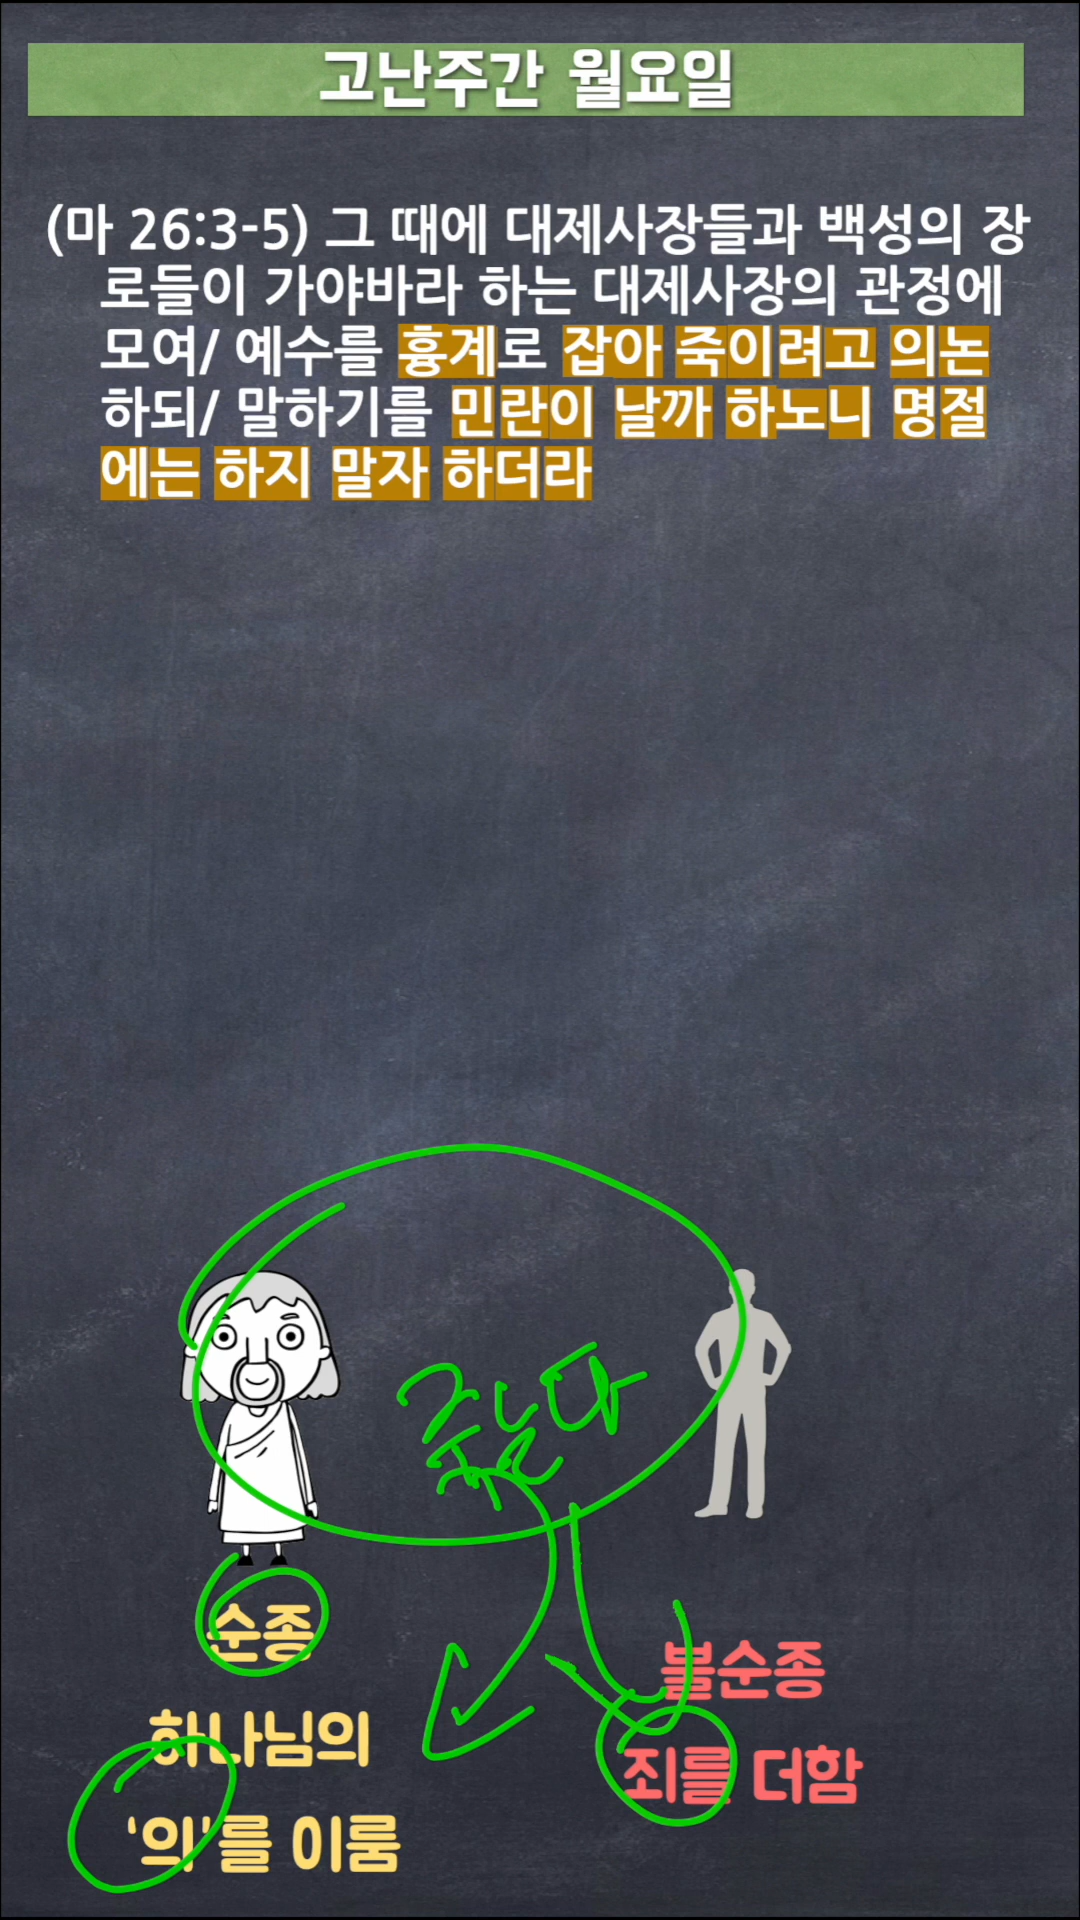 고난주간 월요일
(마 26:3-5) 그 때에 대제사장들과 백성의 장
로들이 가야바라 하는 대제사장의 관정에
모여/ 예수를 흉계로 잡아 죽이려고 의논
하되/ 말하기를 민란이 날까 하노니 명절
에는 하지 말자 하더라
순종
하나님의
‘의’를 이룸
불순종
죄를 더함